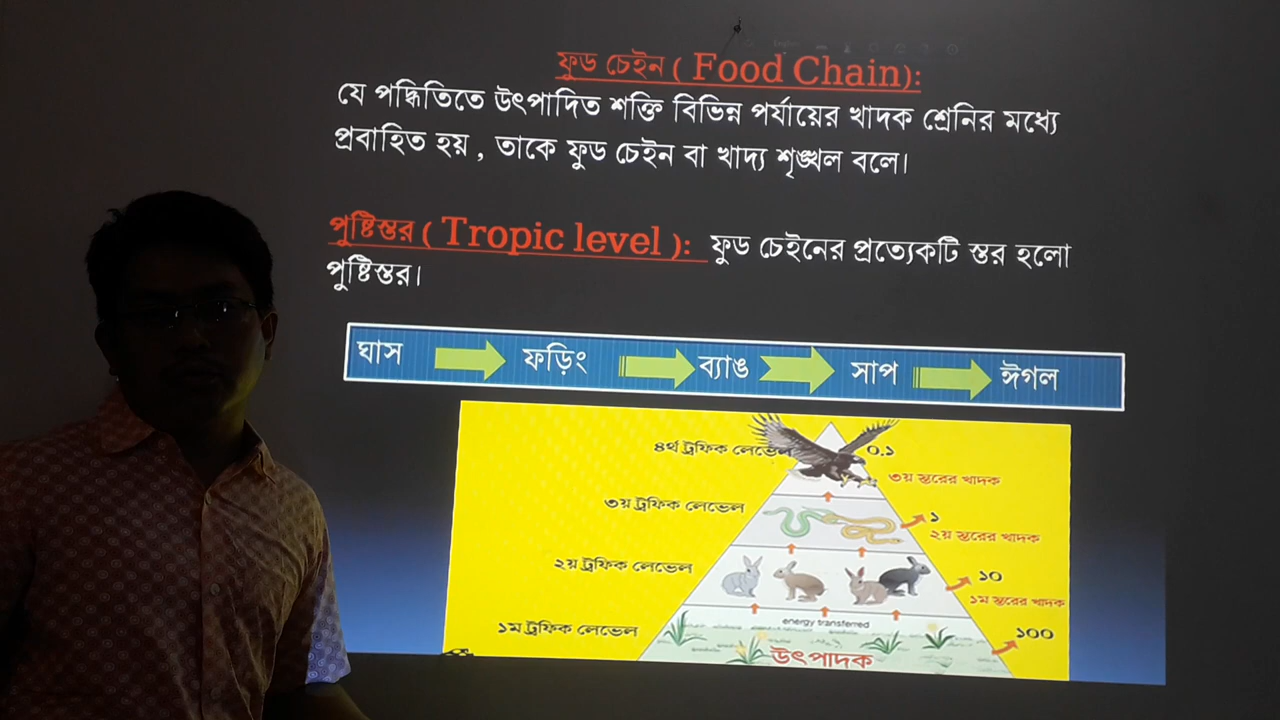 ফুড চেইন ( Food Chain):
যে পদ্ধিতিতে উৎপাদিত শক্তি বিভিন্ন পর্যায়ের খাদক শ্রেনির মধ্যে
প্রবাহিত হয় , তাকে ফুড চেইন বা খাদ্য শৃঙ্খল বলে।
পুষ্টিস্তর ( Tropic level ): ফুড চেইনের প্রত্যেকটি স্তর হলো
পুষ্টিস্তর।
ঘাস ফড়িং ব্যাঙ সাপ ঈগল
৪র্থ ট্রফিক লেভেল ০.১
৩য় স্তরের খাদক
৩য় ট্রফিক লেভেল ১
২য় স্তরের খাদক
২য় ট্রফিক লেভেল ১০
১ম স্তরের খাদক
energy transferred
১ম ট্রফিক লেভেল ১০০
উৎপাদক